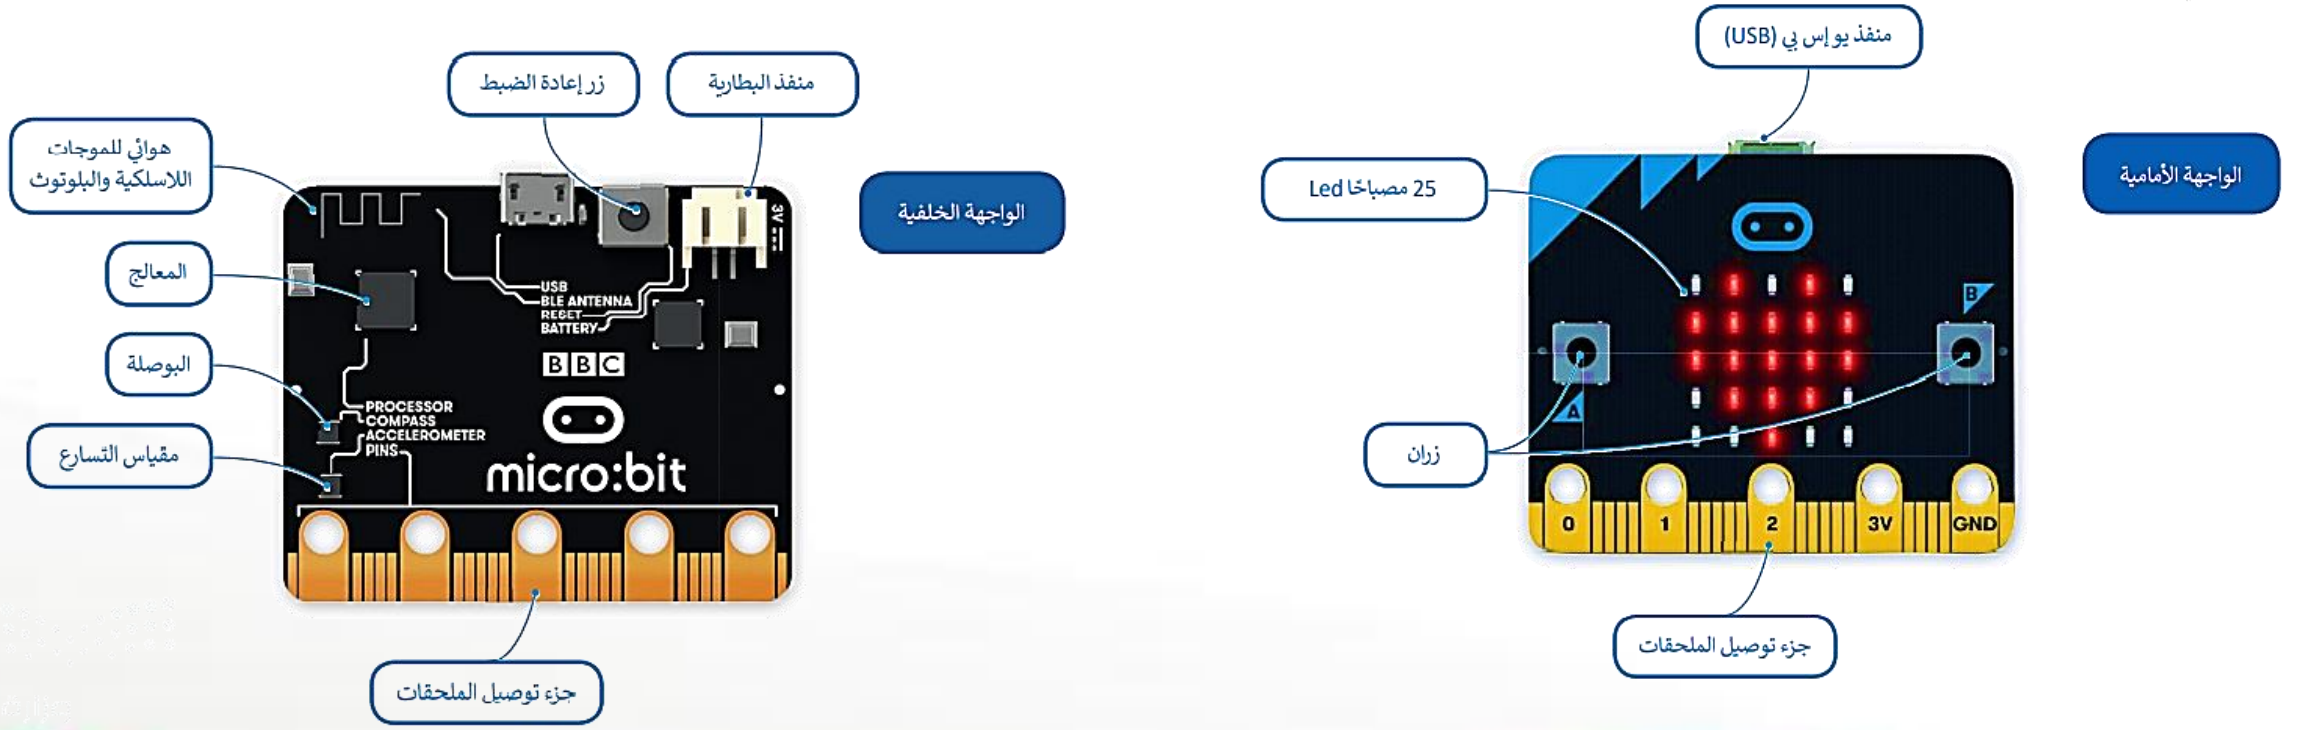 منفذ يو إس بي (USB)
الواجهة الأمامية
25 مصباحًا Led
B
A
زران
0 1 2 3V GND
جزء توصيل الملحقات
منفذ البطارية
زر إعادة الضبط
هوائي للموجات
اللاسلكية والبلوتوث
الواجهة الخلفية
3V
المعالج
USB
BLE ANTENNA
RESET
BATTERY
BBC
البوصلة
PROCESSOR
COMPASS
ACCELEROMETER
PINS
مقياس التسارع
micro:bit
جزء توصيل الملحقات